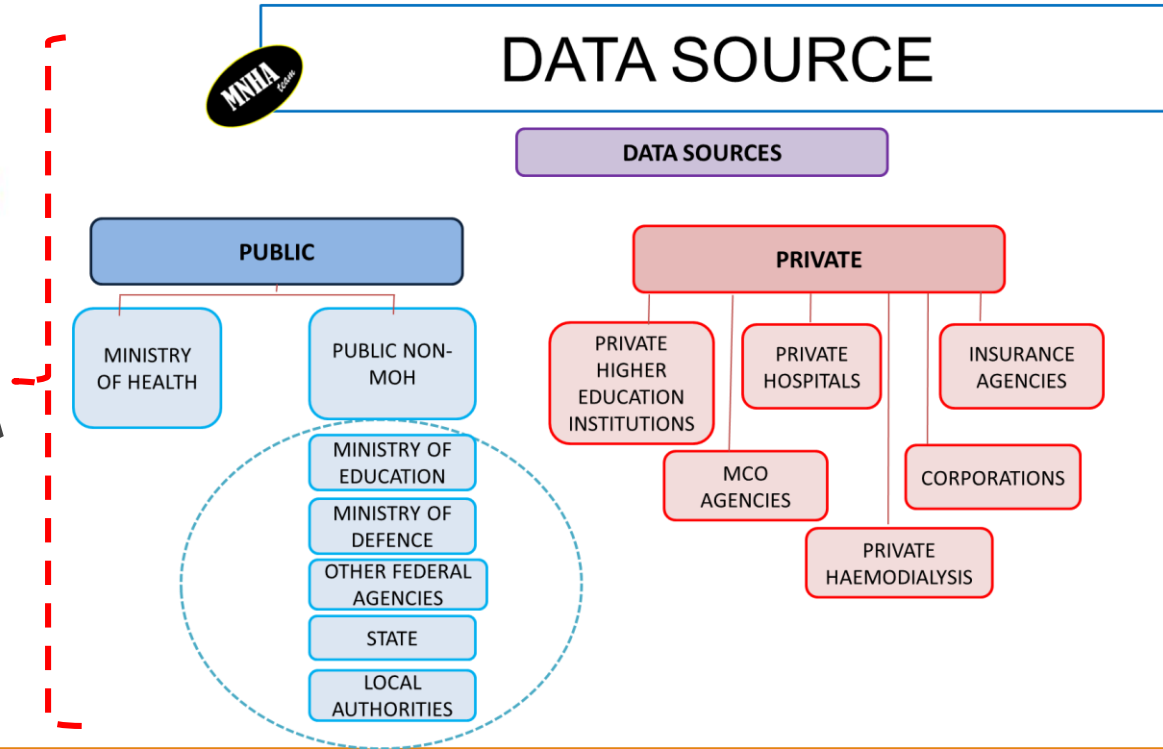 MNHA
team
DATA SOURCE
DATA SOURCES
PUBLIC
PRIVATE
MINISTRY
OF HEALTH
PUBLIC NON-
MOH
MINISTRY OF
EDUCATION
MINISTRY OF
DEFENCE
OTHER FEDERAL
AGENCIES
STATE
LOCAL
AUTHORITIES
PRIVATE
HIGHER
EDUCATION
INSTITUTIONS
MCO
AGENCIES
PRIVATE
HOSPITALS
PRIVATE
HAEMODIALYSIS
CORPORATIONS
INSURANCE
AGENCIES